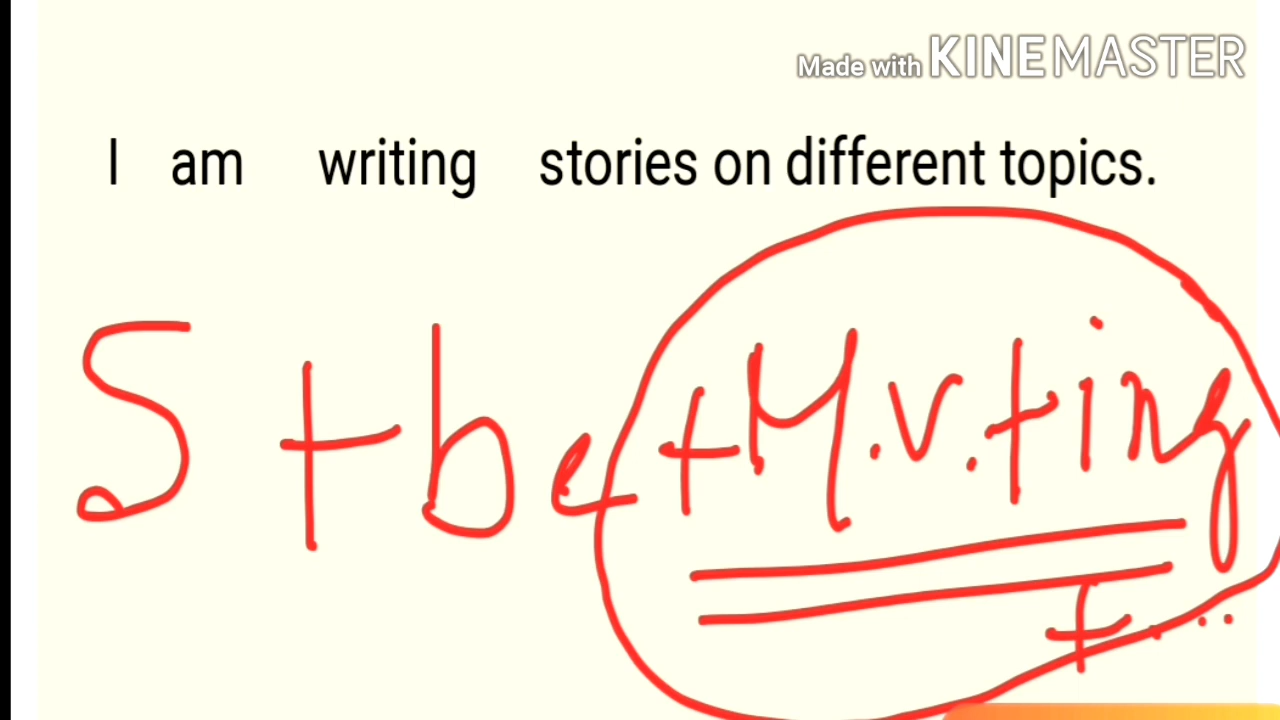 Made with KINEMASTER
I am writing stories on different topics.
S + be + M.v. + ing
+ ....